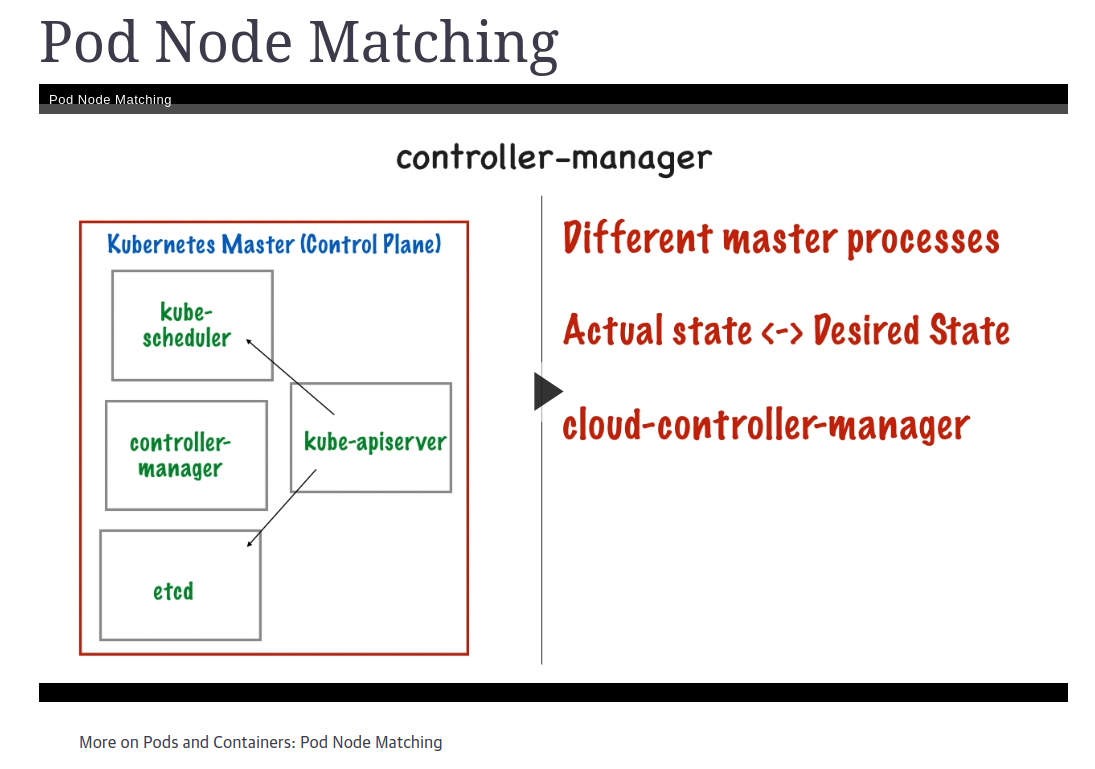 Pod Node Matching
Pod Node Matching
controller-manager
Kubernetes Master (Control Plane)
kube-
scheduler
controller-
manager
kube-apiserver
etcd
Different master processes
Actual state <-> Desired State
cloud-controller-manager
More on Pods and Containers: Pod Node Matching